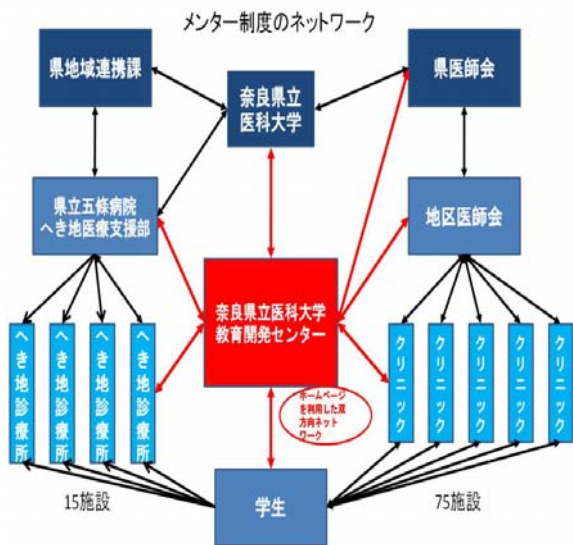 メンター制度のネットワーク
県地域連携課
奈良県立
医科大学
県医師会
県立五條病院
へき地医療支援部
地区医師会
奈良県立医科大学
教育開発センター
へき地診療所
へき地診療所
へき地診療所
へき地診療所
クリニック
クリニック
クリニック
クリニック
クリニック
ホームページ
を利用した双
方向ネット
ワーク
15施設
学生
75施設